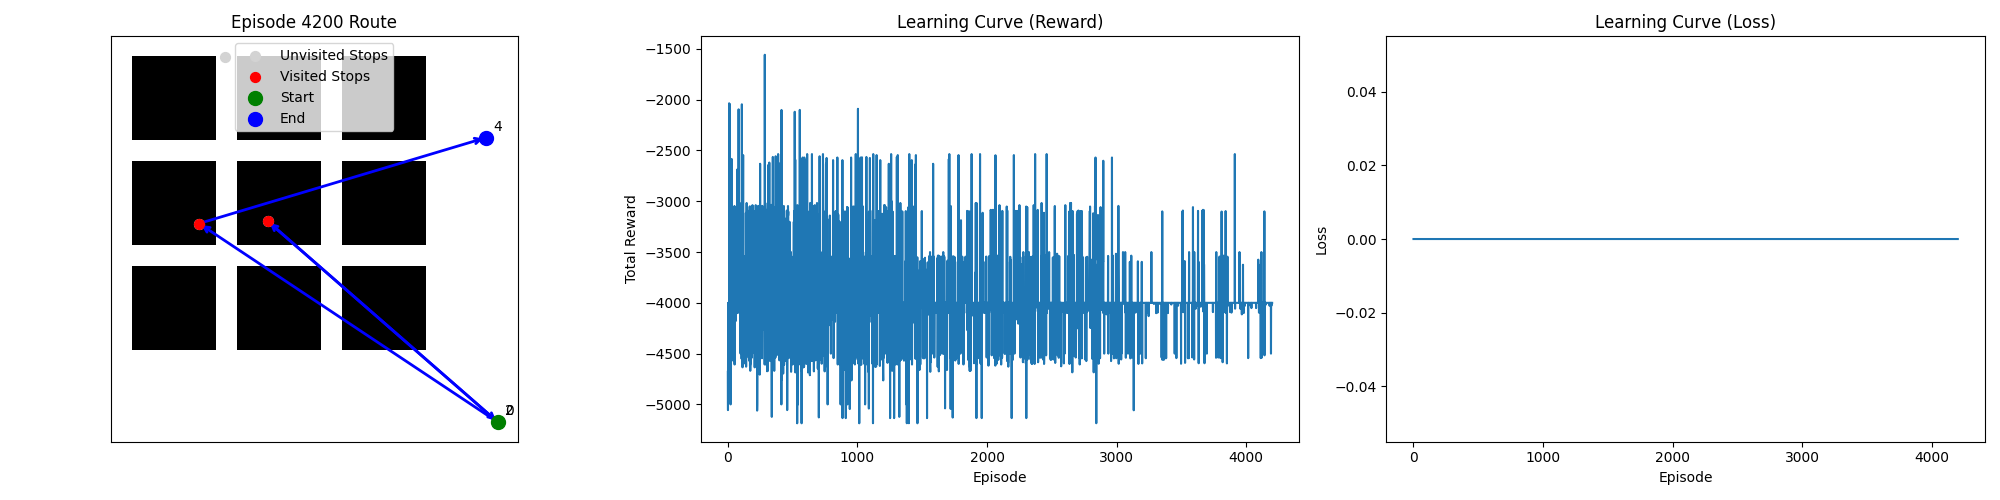 Episode 4200 Route
Unvisited Stops
Visited Stops
Start
End
4
0
Learning Curve (Reward)
Total Reward
−1500
−2000
−2500
−3000
−3500
−4000
−4500
−5000
0
1000
2000
3000
4000
Episode
Learning Curve (Loss)
Loss
0.04
0.02
0.00
−0.02
−0.04
0
1000
2000
3000
4000
Episode